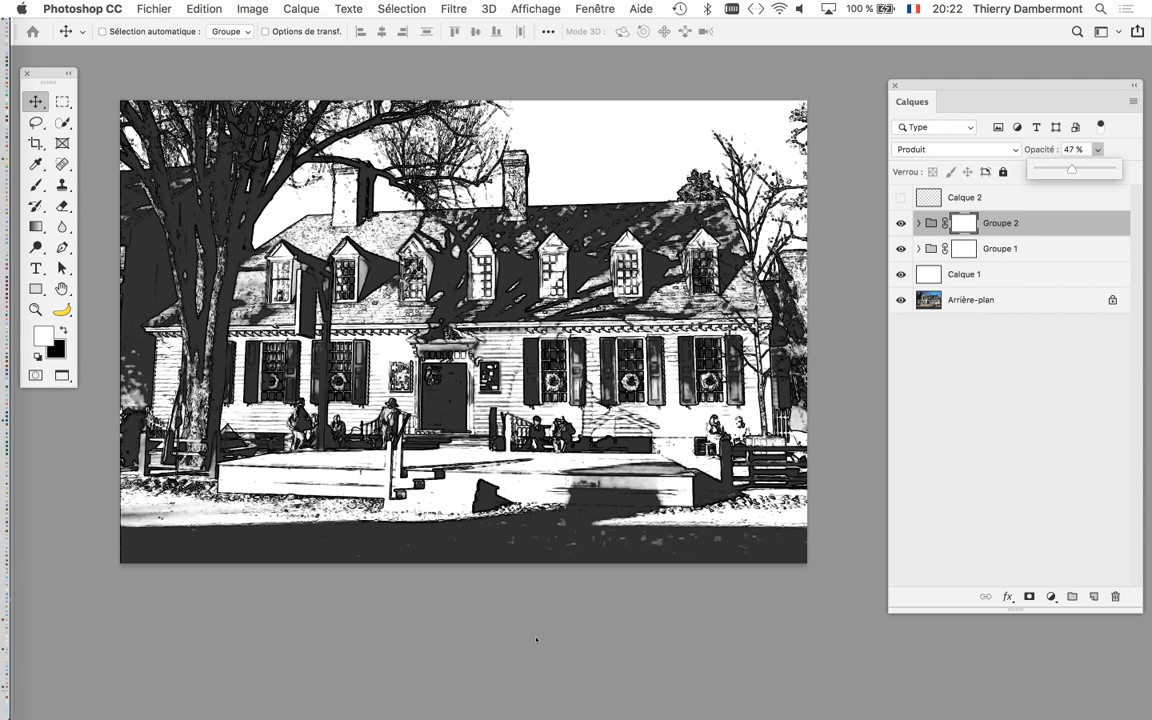 Photoshop CC Fichier Edition Image Calque Texte Sélection Filtre 3D Affichage Fenêtre Aide 100 % 20:22 Thierry Dambermont
Sélection automatique : Groupe Options de transf. Mode 3D :
Calques
Type
Produit Opacité : 47 %
Verrou :
Calque 2
Groupe 2
Groupe 1
Calque 1
Arrière-plan
fx